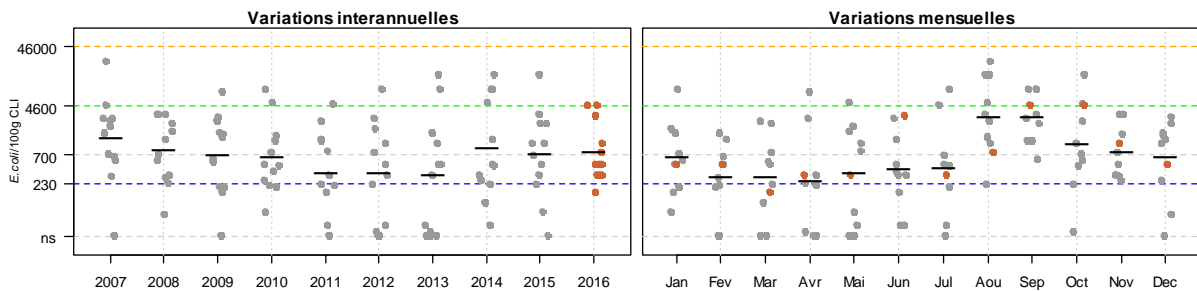 Variations interannuelles
E.coli/100g CLI
46000
4600
700
230
ns
2007 2008 2009 2010 2011 2012 2013 2014 2015 2016
Variations mensuelles
Jan Fev Mar Avr Mai Jun Jul Aou Sep Oct Nov Dec